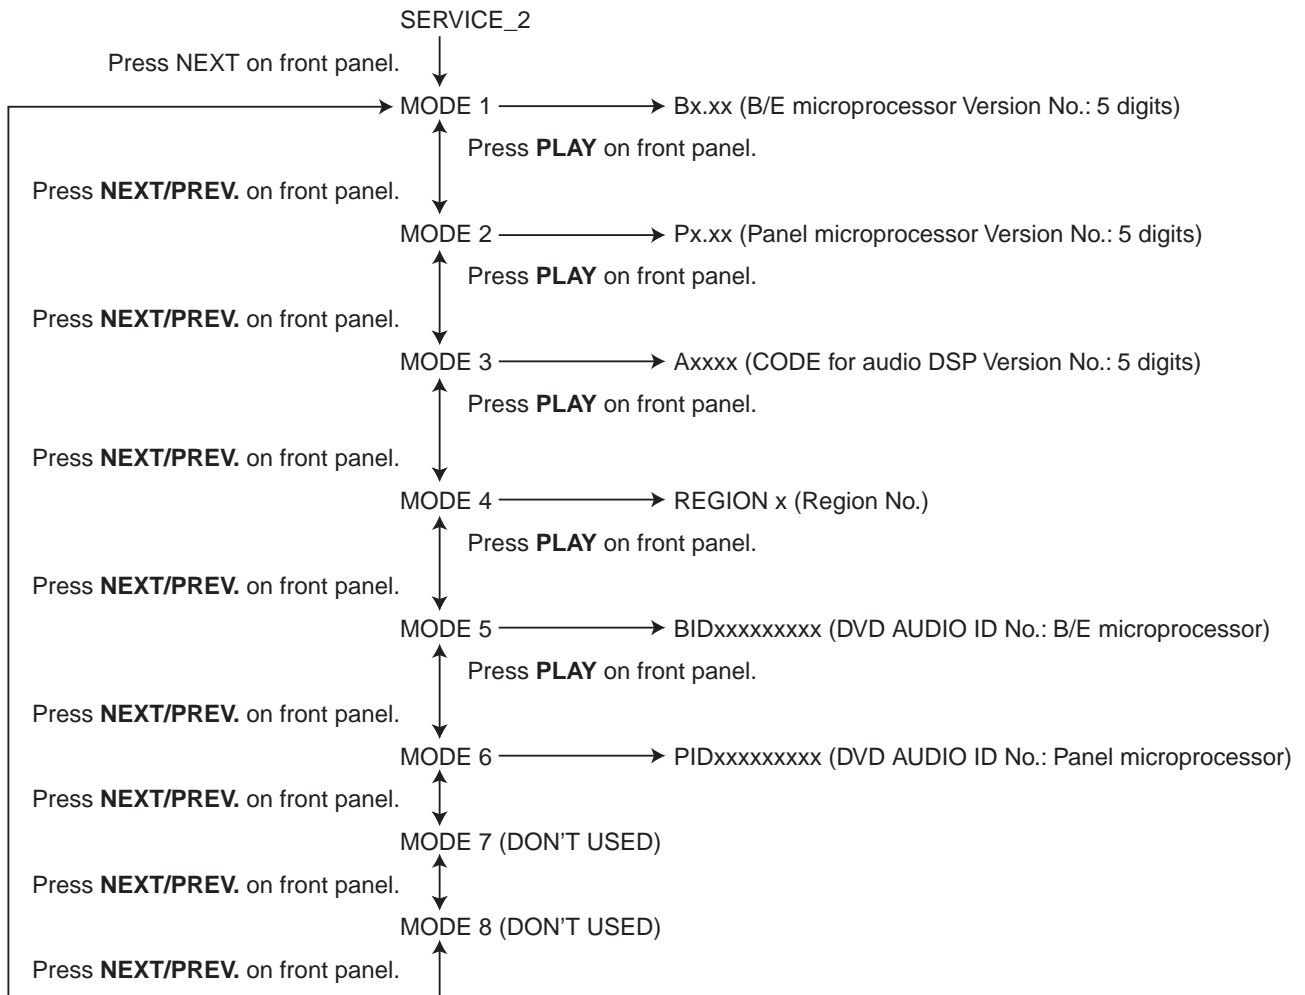 SERVICE_2
Press NEXT on front panel.
MODE 1
Bx.xx (B/E microprocessor Version No.: 5 digits)
Press PLAY on front panel.
Press NEXT/PREV. on front panel.
MODE 2
Px.xx (Panel microprocessor Version No.: 5 digits)
Press PLAY on front panel.
Press NEXT/PREV. on front panel.
MODE 3
Axxxx (CODE for audio DSP Version No.: 5 digits)
Press PLAY on front panel.
Press NEXT/PREV. on front panel.
MODE 4
REGION x (Region No.)
Press PLAY on front panel.
Press NEXT/PREV. on front panel.
MODE 5
BIDxxxxxxxxx (DVD AUDIO ID No.: B/E microprocessor)
Press PLAY on front panel.
Press NEXT/PREV. on front panel.
MODE 6
PIDxxxxxxxxx (DVD AUDIO ID No.: Panel microprocessor)
Press NEXT/PREV. on front panel.
MODE 7 (DON'T USED)
Press NEXT/PREV. on front panel.
MODE 8 (DON'T USED)
Press NEXT/PREV. on front panel.